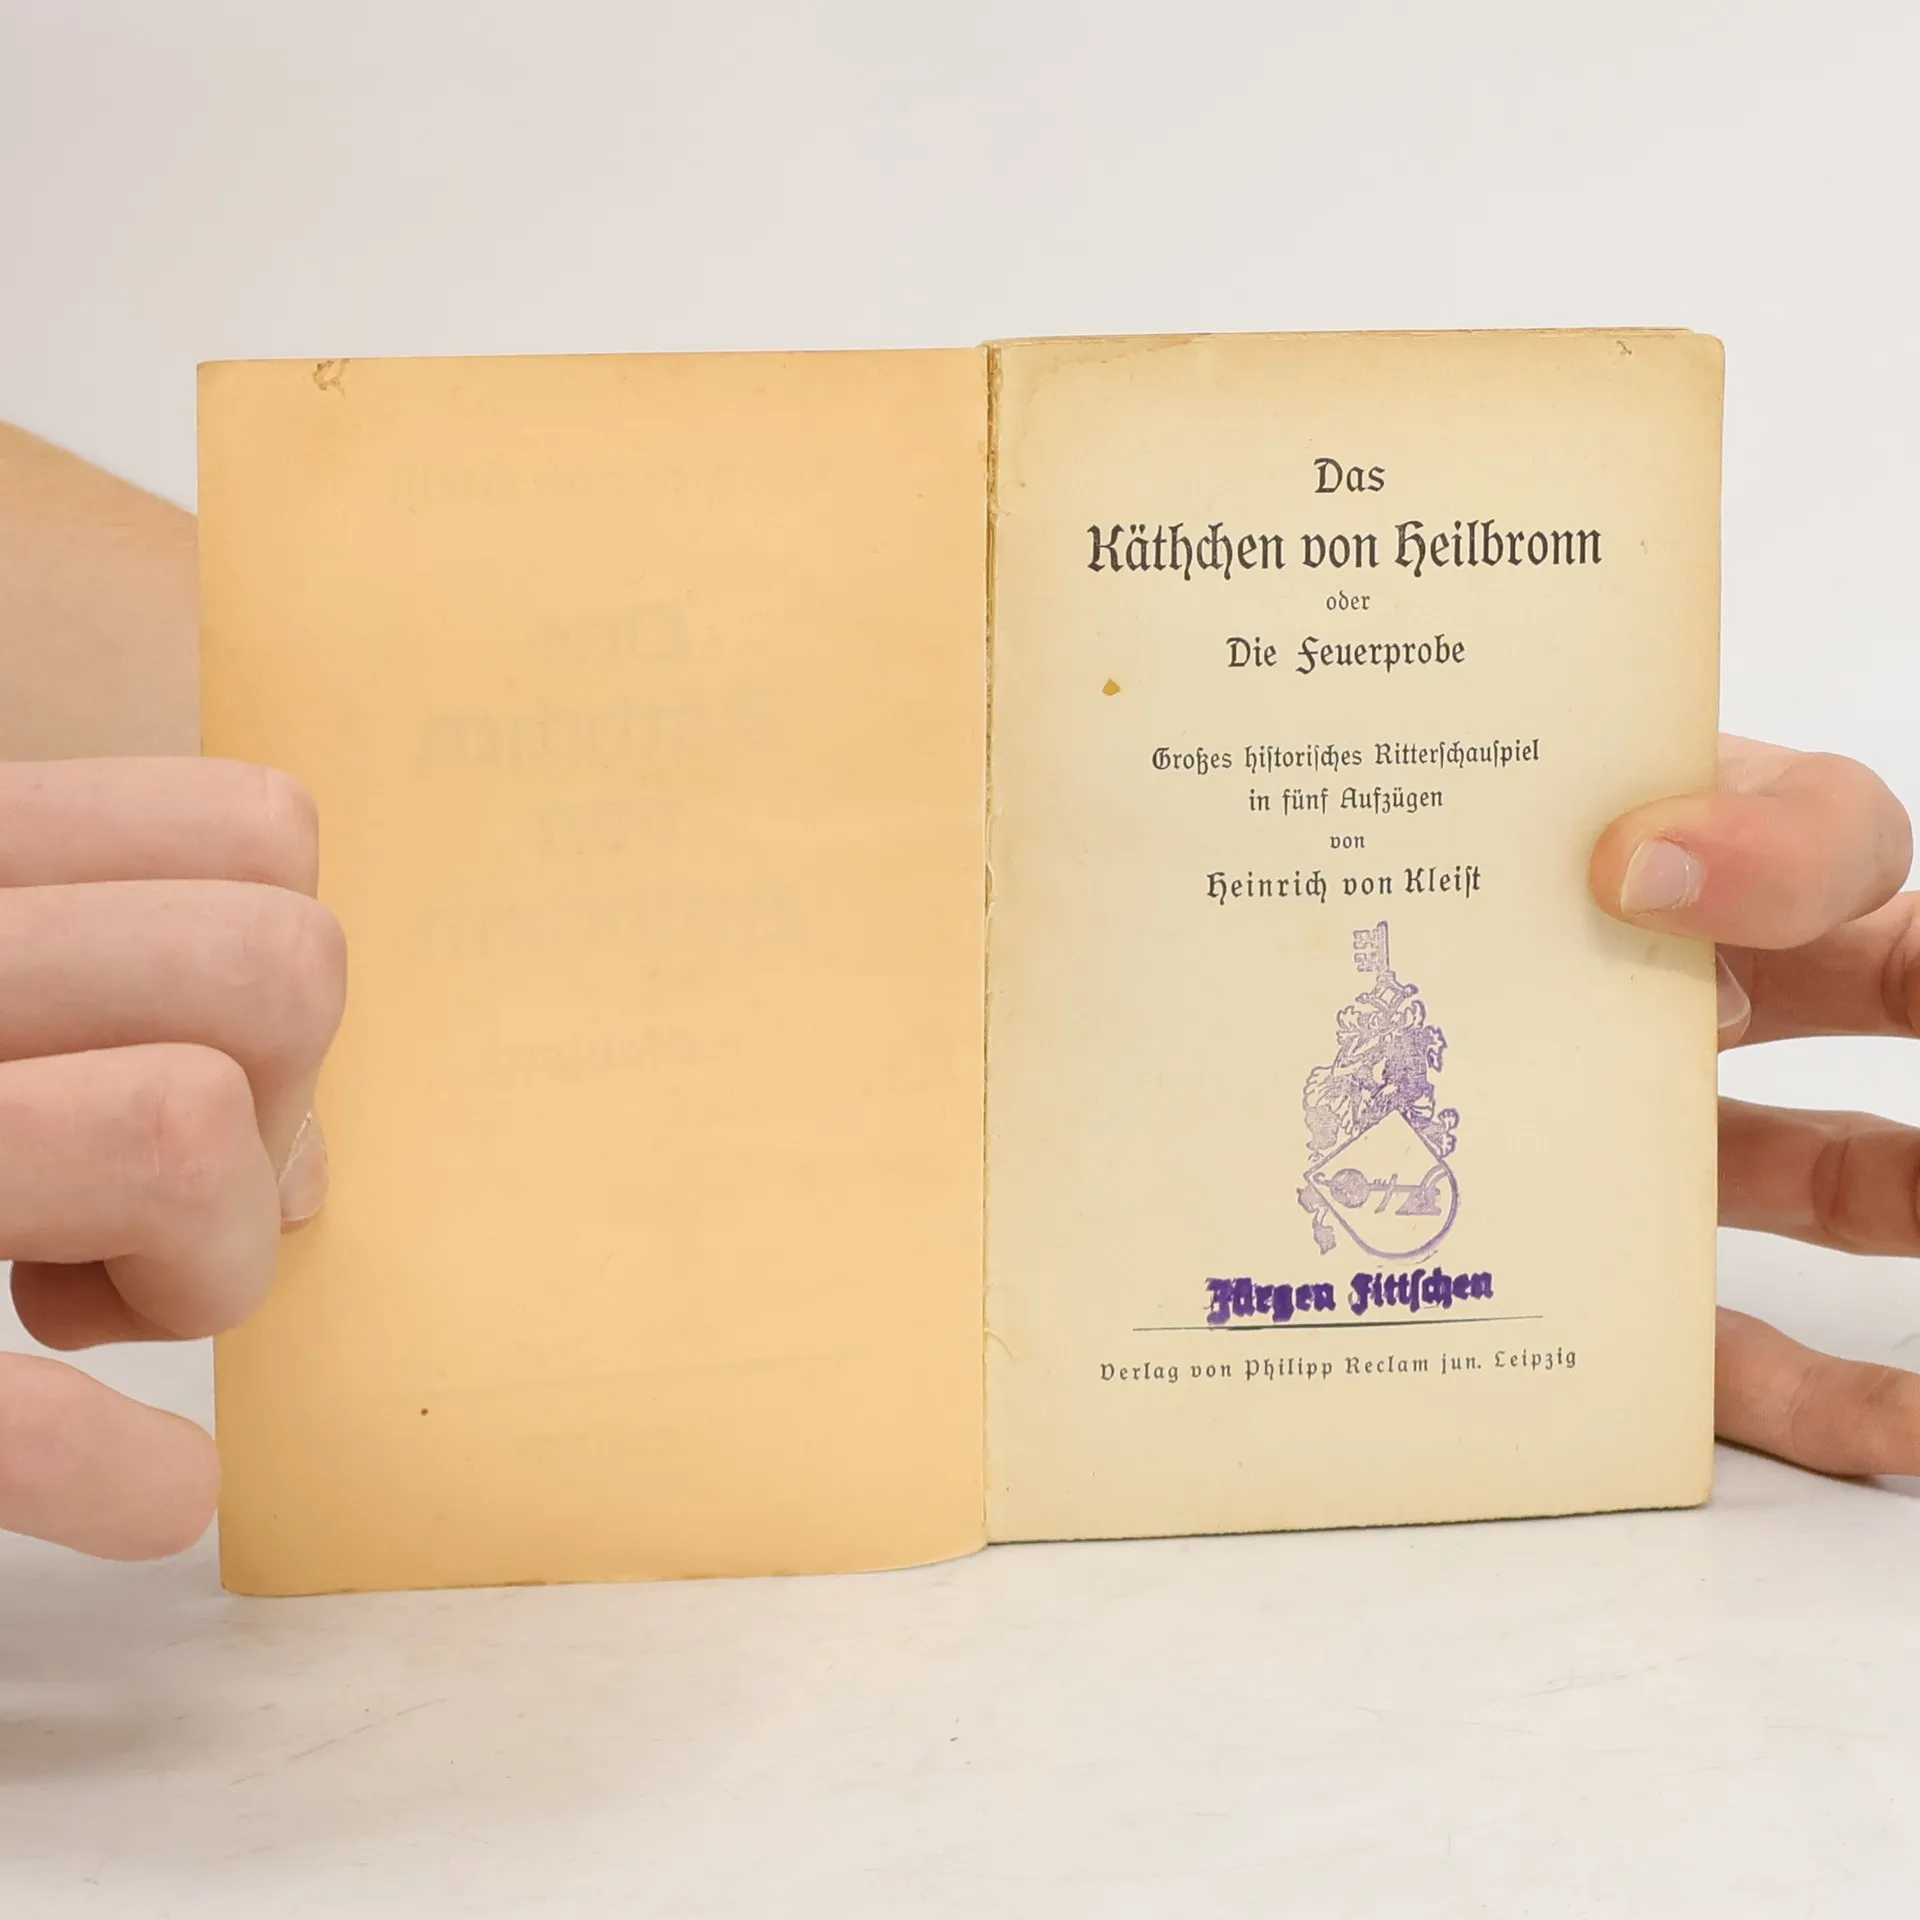 Das
Käthchen von Heilbronn
oder
Die Feuerprobe
Großes hiſtoriſches Ritterſchauſpiel
in fünf Aufzügen
von
Heinrich von Kleiſt
Jürgen Fittſchen
Verlag von Philipp Reclam jun. Leipzig